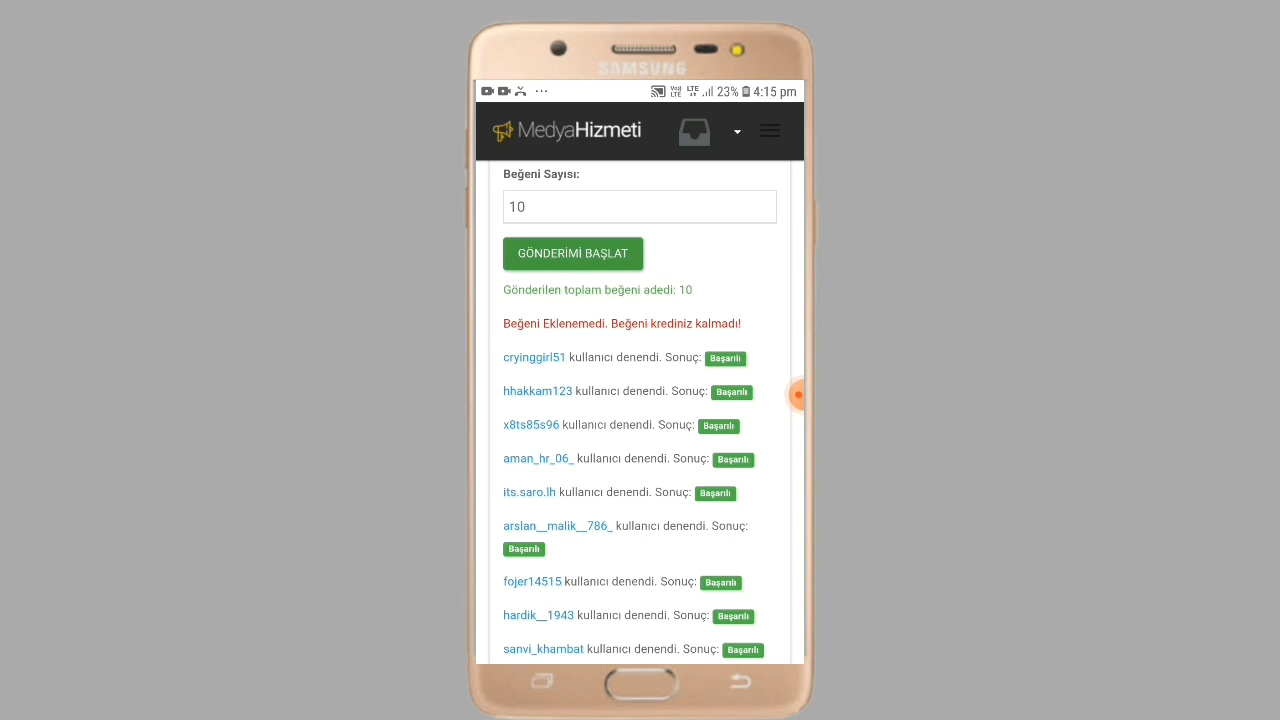 SAMSUNG
VoD LTE LTE 23% 4:15 pm
MedyaHizmeti
Beğeni Sayısı:
10
GÖNDERİMİ BAŞLAT
Gönderilen toplam beğeni adedi: 10
Beğeni Eklenemedi. Beğeni krediniz kalmadı!
cryinggirl51 kullanıcı denendi. Sonuç: Başarılı
hhakkam123 kullanıcı denendi. Sonuç: Başarılı
x8ts85s96 kullanıcı denendi. Sonuç: Başarılı
aman_hr_06_ kullanıcı denendi. Sonuç: Başarılı
its.saro.lh kullanıcı denendi. Sonuç: Başarılı
arslan__malik__786_ kullanıcı denendi. Sonuç:
Başarılı
fojer14515 kullanıcı denendi. Sonuç: Başarılı
hardik__1943 kullanıcı denendi. Sonuç: Başarılı
sanvi_khambat kullanıcı denendi. Sonuç: Başarılı